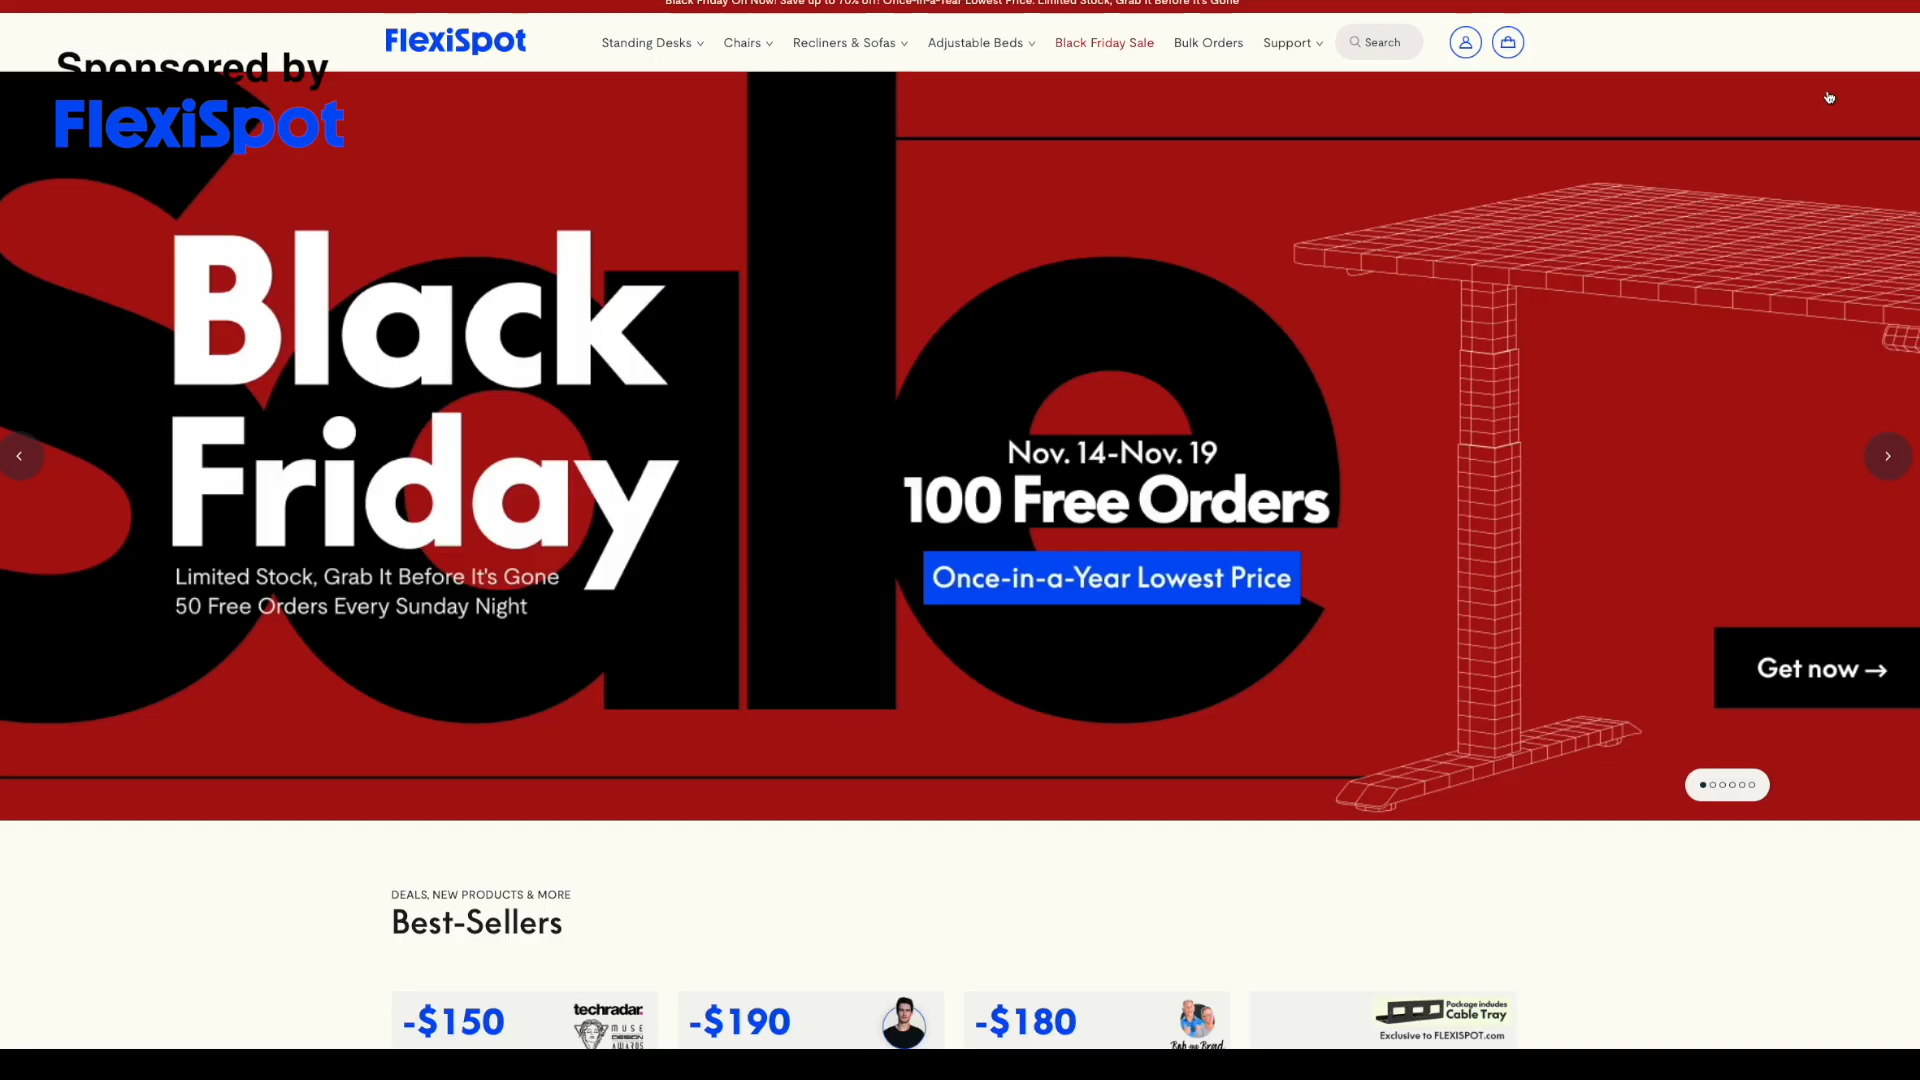 Black Friday On Now! Save up to 70% off! Once-in-a-Year Lowest Price. Limited Stock, Grab It Before It's Gone
FlexiSpot
Standing Desks
Chairs
Recliners & Sofas
Adjustable Beds
Black Friday Sale
Bulk Orders
Support
Search
Sponsored by
FlexiSpot
Sale
Black
Friday
Limited Stock, Grab It Before It's Gone
50 Free Orders Every Sunday Night
Nov. 14-Nov. 19
100 Free Orders
Once-in-a-Year Lowest Price
Get now →
DEALS, NEW PRODUCTS & MORE
Best-Sellers
-$150
techradar.
MUSE
DESIGN
AWARDS
-$190
-$180
Bob and Brad
Package includes
Cable Tray
Exclusive to FLEXISPOT.com